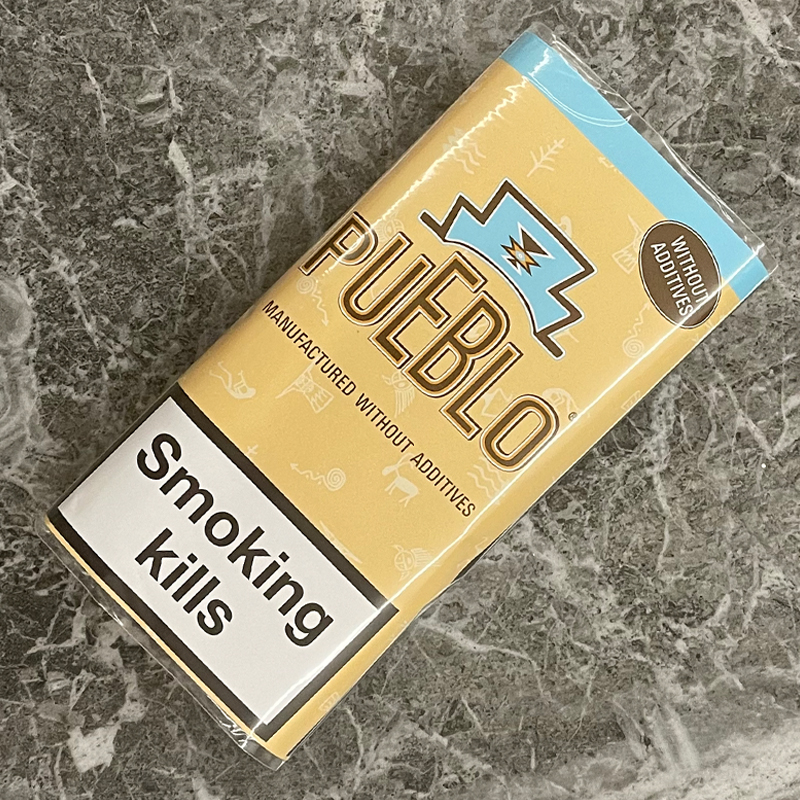 WITHOUT
ADDITIVES
PUEBLO®
MANUFACTURED WITHOUT ADDITIVES
Smoking
kills